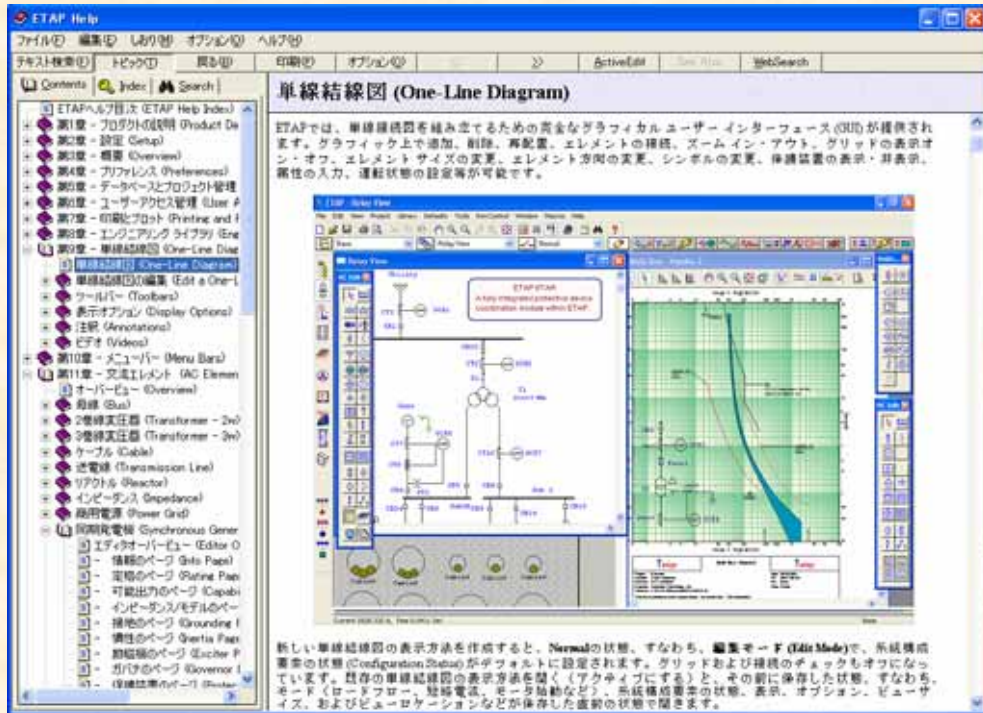 ETAP Help
ファイル(F) 編集(E) しおり(M) オプション(O) ヘルプ(H)
テキスト検索(E) トピック(T) 戻る(B) 印刷(P) オプション(O) >> ActiveEdit See Also WebSearch
Contents Index Search
ETAPヘルプ目次 (ETAP Help Index)
第1章 - プロダクトの説明 (Product De
第2章 - 設定 (Setup)
第3章 - 概要 (Overview)
第4章 - プリファレンス (Preferences)
第5章 - データベースとプロジェクト管理
第6章 - ユーザーアクセス管理 (User A
第7章 - 印刷とプロット (Printing and P
第8章 - エンジニアリング ライブラリ (Eng
第9章 - 単線結線図 (One-Line Diag
単線結線図 (One-Line Diagram)
単線結線図の編集 (Edit a One-L
ツールバー (Toolbars)
表示オプション (Display Options)
注釈 (Annotations)
ビデオ (Videos)
第10章 - メニューバー (Menu Bars)
第11章 - 交流エレメント (AC Elemen
オーバービュー (Overview)
母線 (Bus)
2巻線変圧器 (Transformer - 2w)
3巻線変圧器 (Transformer - 3w)
ケーブル (Cable)
送電線 (Transmission Line)
リアクトル (Reactor)
インピーダンス (Impedance)
商用電源 (Power Grid)
同期発電機 (Synchronous Gener
エディタオーバービュー (Editor O
- 情報のページ (Info Page)
- 定格のページ (Rating Page
- 可能出力のページ (Capabi
- インピーダンス/モデルのペー
- 接地のページ (Grounding P
- 慣性のページ (Inertia Page
- 励磁機のページ (Exciter P
- ガバナのページ (Governor
単線結線図 (One-Line Diagram)
ETAPでは、単線接続図を組み立てるための完全なグラフィカル ユーザー インターフェース (GUI) が提供されます。グラフィック上で追加、削除、再配置、エレメントの接続、ズーム イン・アウト、グリッドの表示オン・オフ、エレメント サイズの変更、エレメント方向の変更、シンボルの変更、保護装置の表示・非表示、属性の入力、運転状態の設定等が可能です。
ETAP - [Relay View]
File Edit View Project Library Defaults Tools RevControl Window Macros Help
Base Relay View Normal
Relay View
Utility
ETAP STAR
A fully integrated protective device
coordination module within ETAP.
新しい単線結線図の表示方法を作成すると、Normalの状態、すなわち、編集モード (Edit Mode)で、系統構成
要素の状態 (Configuration Status) がデフォルトに設定されます。グリッドおよび接続のチェックもオフになっ
ています。既存の単線結線図の表示方法を開く（アクティブにする）と、その前に保存した状態、すなわち、
モード（ロードフロー、短絡電流、モータ始動など）、系統構成要素の状態、表示、オプション、ビューサ
イズ、およびビューロケーションなどが保存した直前の状態で開きます。